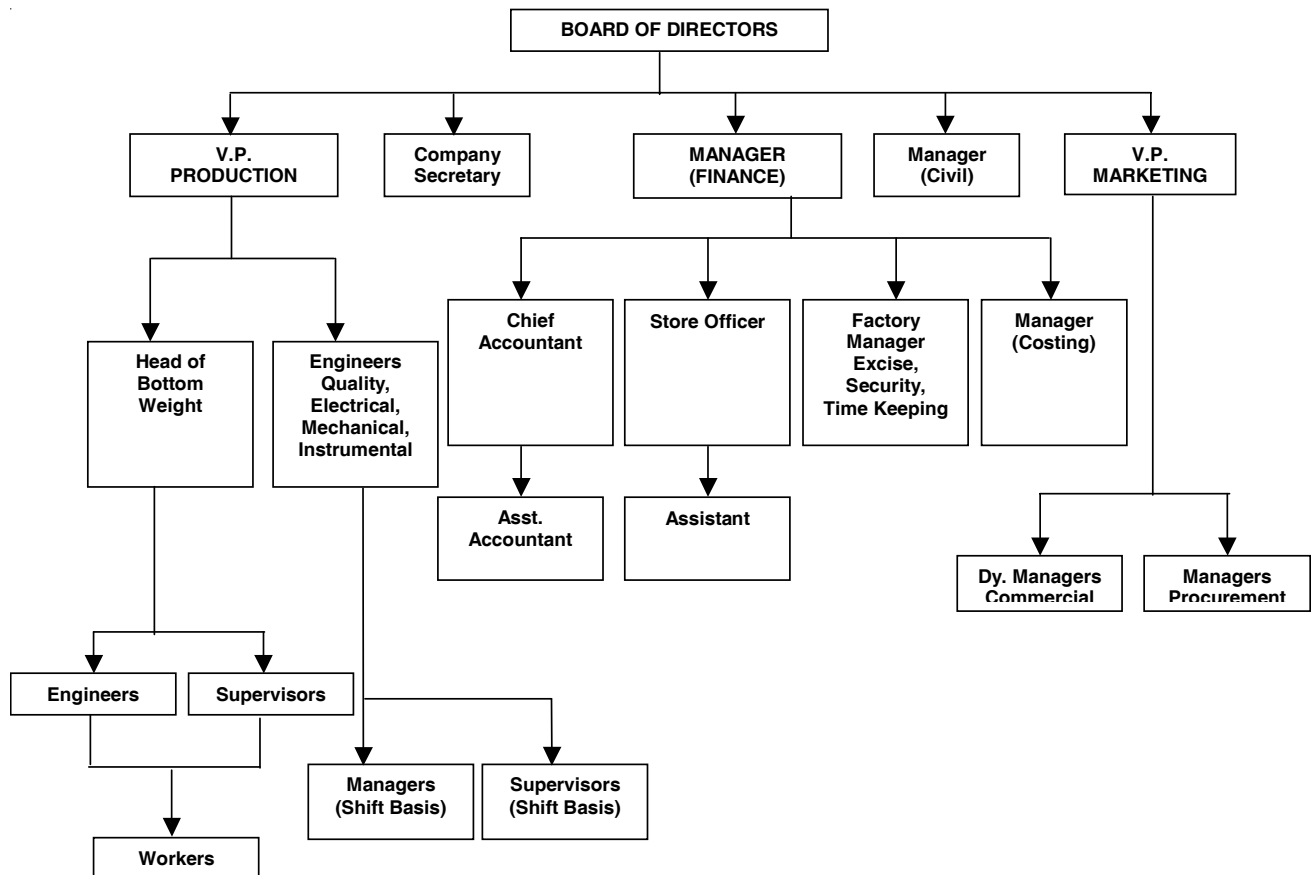 BOARD OF DIRECTORS
V.P.
PRODUCTION
Company
Secretary
MANAGER
(FINANCE)
Manager
(Civil)
V.P.
MARKETING
Head of
Bottom
Weight
Engineers
Quality,
Electrical,
Mechanical,
Instrumental
Chief
Accountant
Store Officer
Factory
Manager
Excise,
Security,
Time Keeping
Manager
(Costing)
Asst.
Accountant
Assistant
Dy. Managers
Commercial
Managers
Procurement
Engineers
Supervisors
Managers
(Shift Basis)
Supervisors
(Shift Basis)
Workers